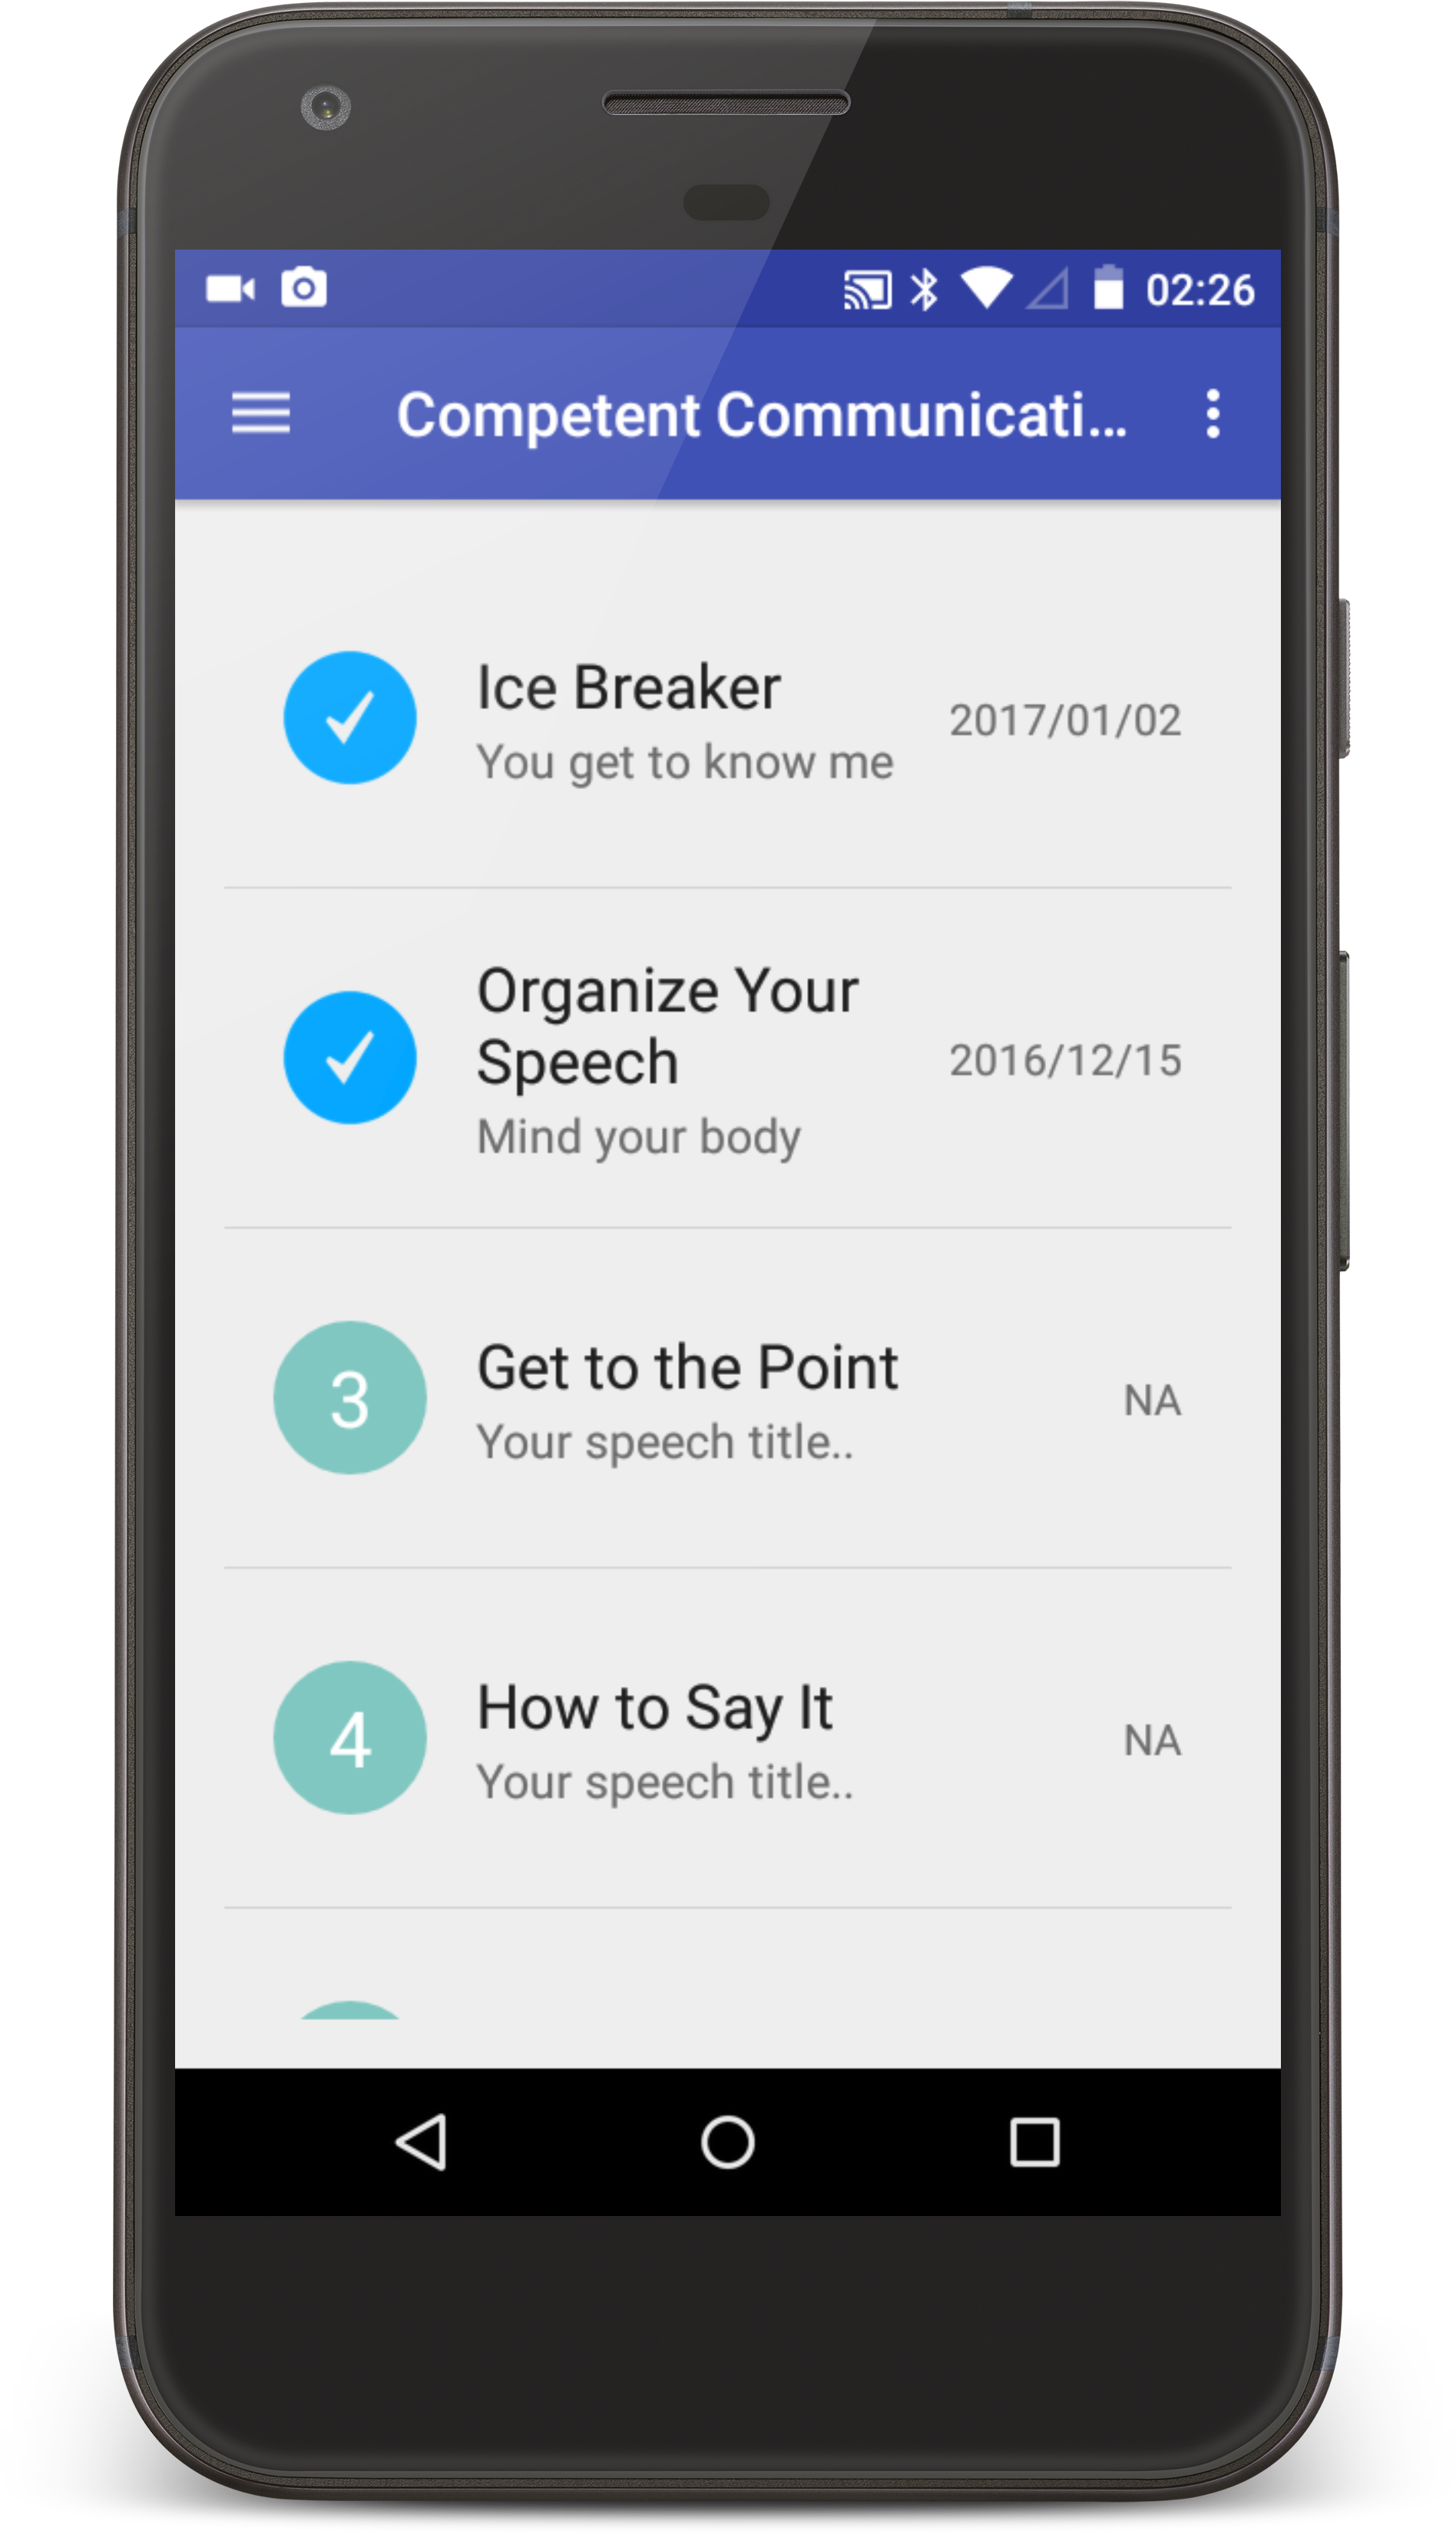 02:26
Competent Communicati...
Ice Breaker
You get to know me
2017/01/02
Organize Your
Speech
Mind your body
2016/12/15
3
Get to the Point
Your speech title..
NA
4
How to Say It
Your speech title..
NA